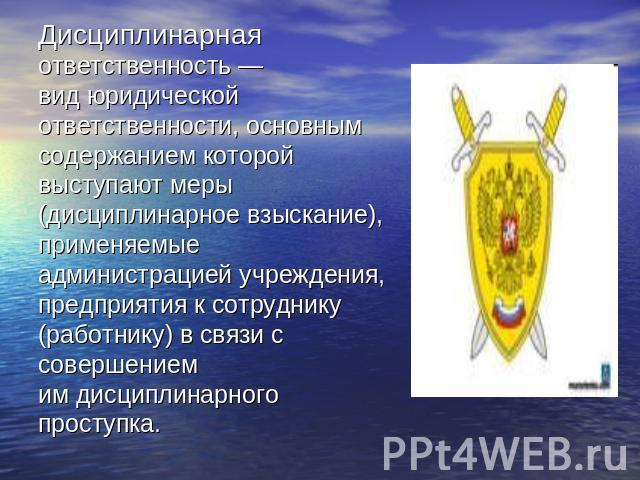 Дисциплинарная
ответственность —
вид юридической
ответственности, основным
содержанием которой
выступают меры
(дисциплинарное взыскание),
применяемые
администрацией учреждения,
предприятия к сотруднику
(работнику) в связи с
совершением
им дисциплинарного
проступка.
PPt4WEB.ru